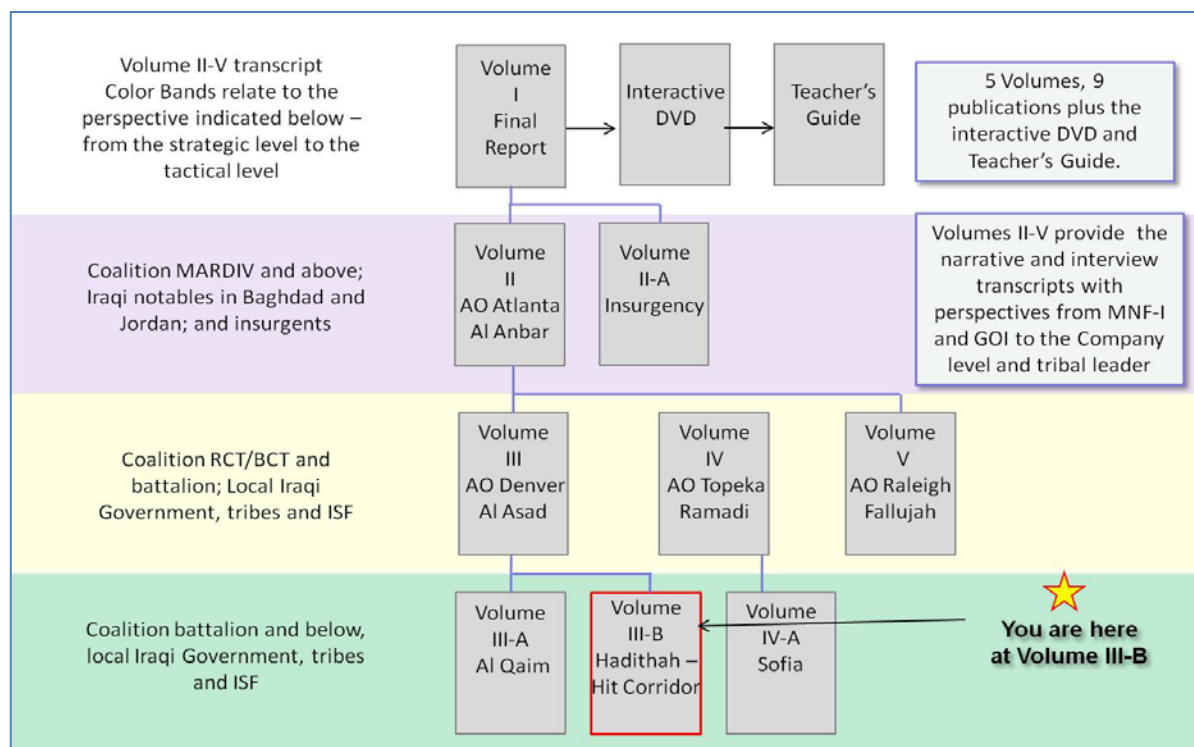 Volume II-V transcript
Color Bands relate to the
perspective indicated below –
from the strategic level to the
tactical level
Volume
I
Final
Report
Interactive
DVD
Teacher's
Guide
5 Volumes, 9
publications plus the
interactive DVD and
Teacher's Guide.
Coalition MARDIV and above;
Iraqi notables in Baghdad and
Jordan; and insurgents
Volume
II
AO Atlanta
Al Anbar
Volume
II-A
Insurgency
Volumes II-V provide the
narrative and interview
transcripts with
perspectives from MNF-I
and GOI to the Company
level and tribal leader
Coalition RCT/BCT and
battalion; Local Iraqi
Government, tribes and ISF
Volume
III
AO Denver
Al Asad
Volume
IV
AO Topeka
Ramadi
Volume
V
AO Raleigh
Fallujah
Coalition battalion and below,
local Iraqi Government, tribes
and ISF
Volume
III-A
Al Qaim
Volume
III-B
Hadithah –
Hit Corridor
Volume
IV-A
Sofia
You are here
at Volume III-B